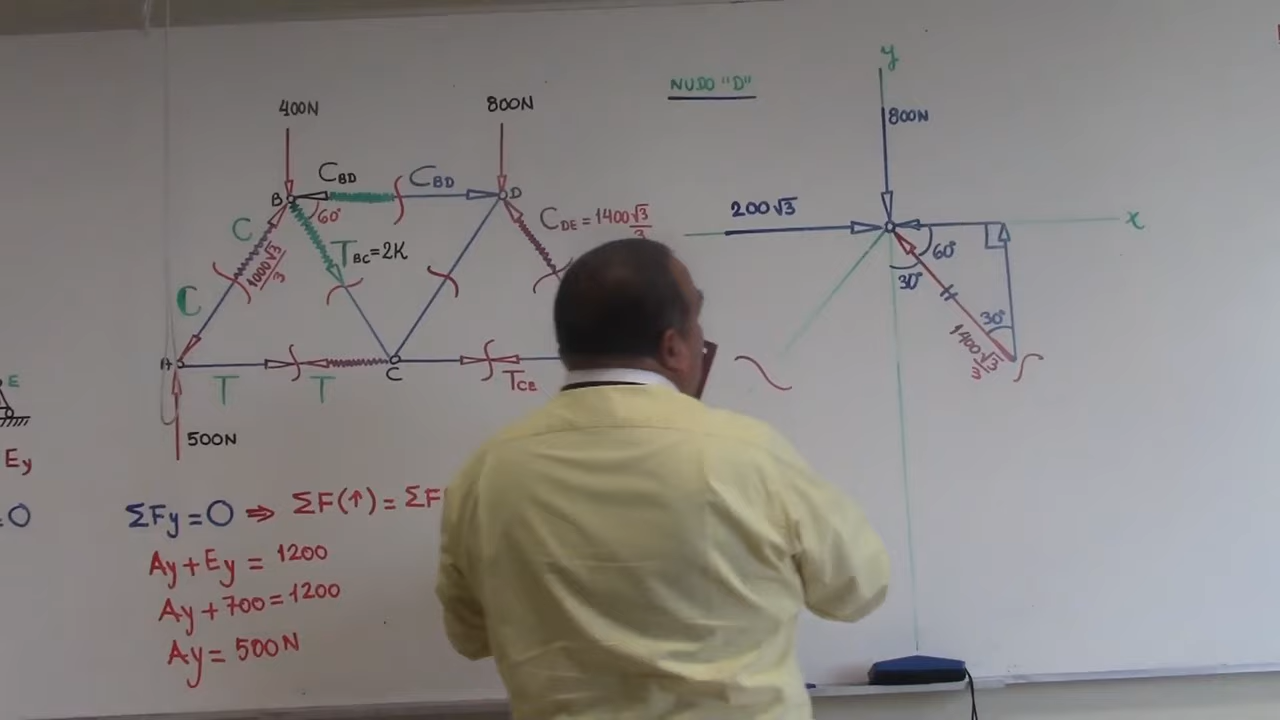 400N
800N
C_BD
C_BD
B
D
60°
C
1000√3/3
T_BC = 2K
C_DE = 1400√3/3
C
A
T
T
C
T_CE
500N
E
Ey
=0
ΣFy = 0 ⇒ ΣF(↑) = ΣF
Ay + Ey = 1200
Ay + 700 = 1200
Ay = 500N
NUDO "D"
y
800N
200√3
x
60°
30°
30°
1400√3/3